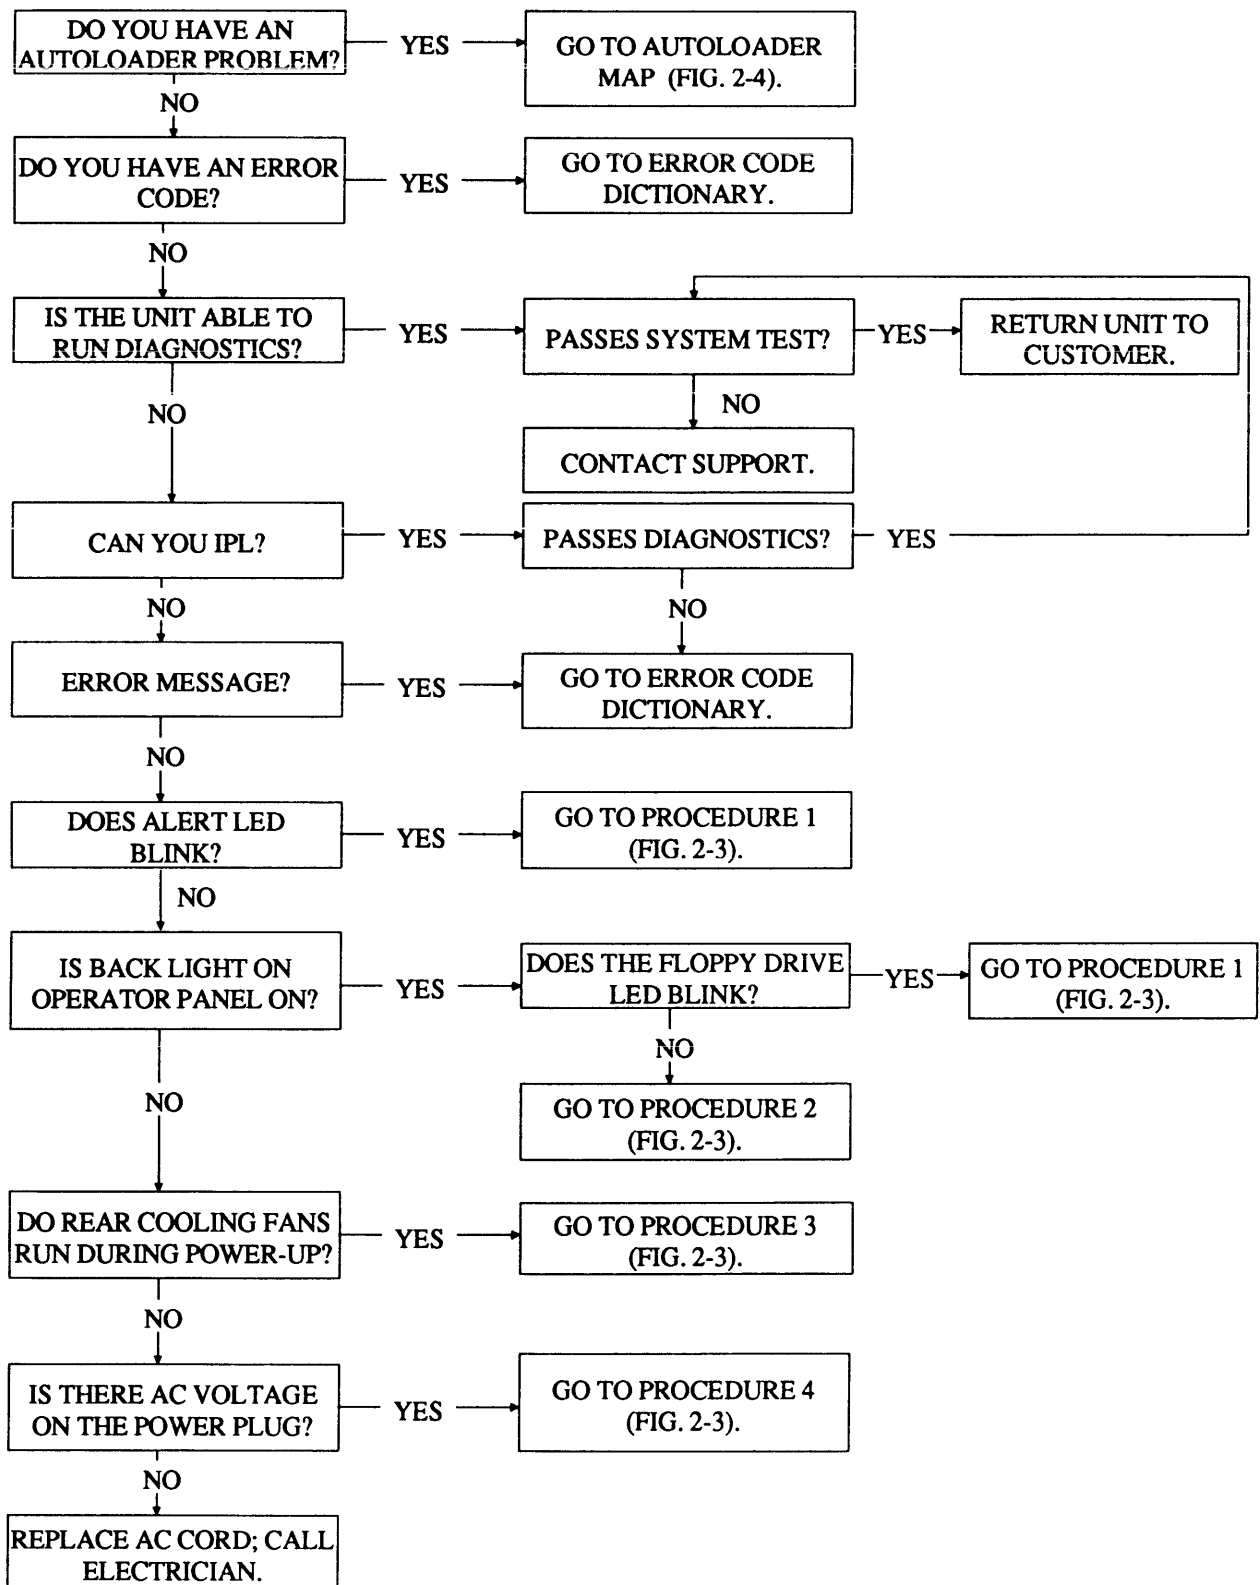 DO YOU HAVE AN
AUTOLOADER PROBLEM?
YES
GO TO AUTOLOADER
MAP (FIG. 2-4).
NO
DO YOU HAVE AN ERROR
CODE?
YES
GO TO ERROR CODE
DICTIONARY.
NO
IS THE UNIT ABLE TO
RUN DIAGNOSTICS?
YES
PASSES SYSTEM TEST?
YES
RETURN UNIT TO
CUSTOMER.
NO
NO
CONTACT SUPPORT.
CAN YOU IPL?
YES
PASSES DIAGNOSTICS?
YES
NO
NO
ERROR MESSAGE?
YES
GO TO ERROR CODE
DICTIONARY.
NO
DOES ALERT LED
BLINK?
YES
GO TO PROCEDURE 1
(FIG. 2-3).
NO
IS BACK LIGHT ON
OPERATOR PANEL ON?
YES
DOES THE FLOPPY DRIVE
LED BLINK?
YES
GO TO PROCEDURE 1
(FIG. 2-3).
NO
NO
GO TO PROCEDURE 2
(FIG. 2-3).
DO REAR COOLING FANS
RUN DURING POWER-UP?
YES
GO TO PROCEDURE 3
(FIG. 2-3).
NO
IS THERE AC VOLTAGE
ON THE POWER PLUG?
YES
GO TO PROCEDURE 4
(FIG. 2-3).
NO
REPLACE AC CORD; CALL
ELECTRICIAN.